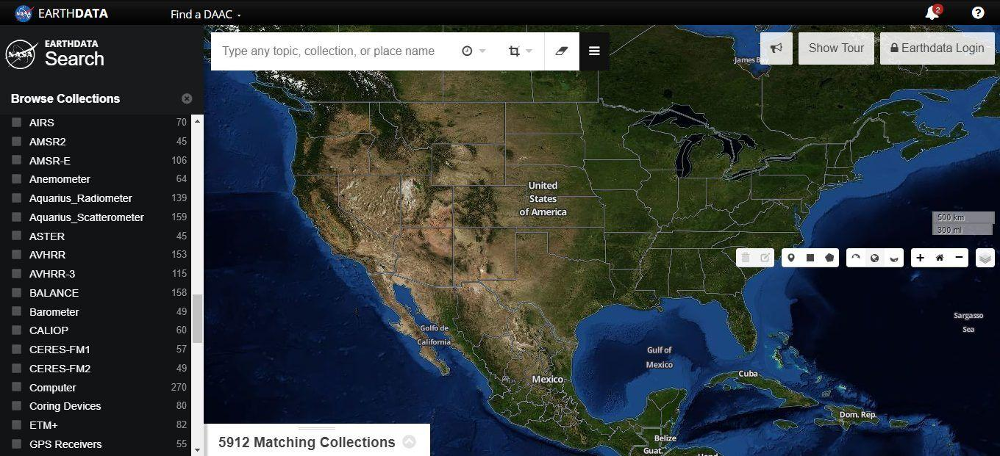 NASA EARTHDATA
Find a DAAC
2
?
NASA
EARTHDATA
Search
Type any topic, collection, or place name
Show Tour
Earthdata Login
Browse Collections
AIRS 70
AMSR2 45
AMSR-E 106
Anemometer 64
Aquarius_Radiometer 139
Aquarius_Scatterometer 159
ASTER 45
AVHRR 153
AVHRR-3 115
BALANCE 158
Barometer 49
CALIOP 60
CERES-FM1 57
CERES-FM2 49
Computer 270
Coring Devices 80
ETM+ 82
GPS Receivers 55
James Bay
United
States
of America
500 km
300 mi
Golfo de
California
Gulf of
Mexico
Sargasso
Sea
Mexico
Cuba
Dom. Rep.
Belize
Guat.
5912 Matching Collections